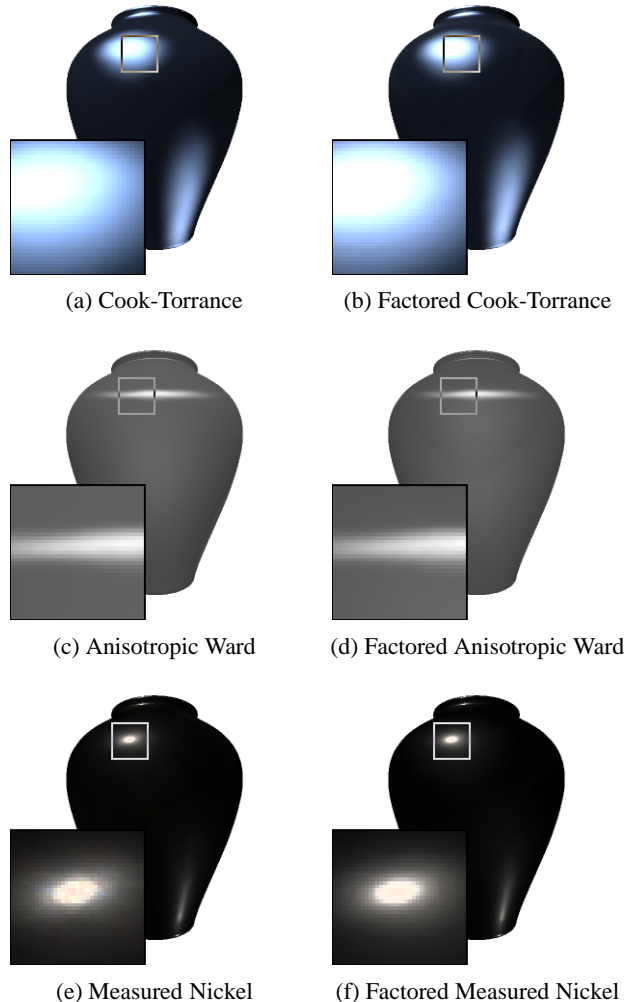 (a) Cook-Torrance
(b) Factored Cook-Torrance
(c) Anisotropic Ward
(d) Factored Anisotropic Ward
(e) Measured Nickel
(f) Factored Measured Nickel